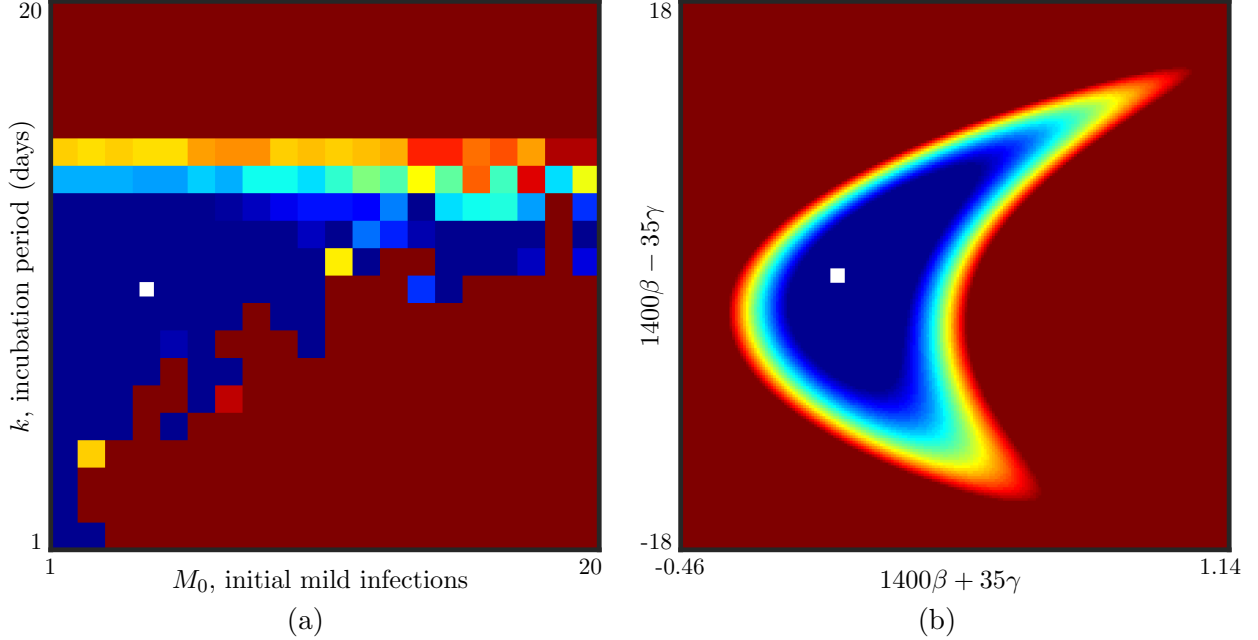 20
k, incubation period (days)
1
1
20
M₀, initial mild infections
(a)
18
1400β − 35γ
-18
-0.46
1.14
1400β + 35γ
(b)